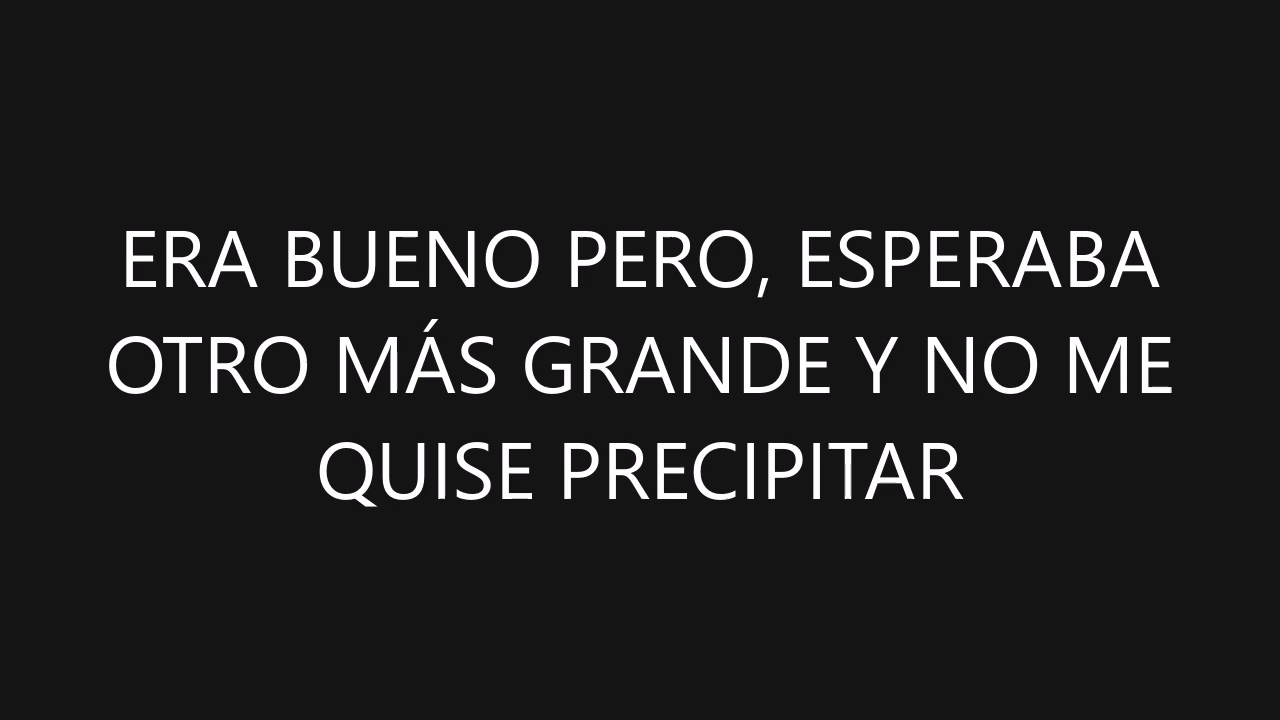 ERA BUENO PERO, ESPERABA
OTRO MÁS GRANDE Y NO ME
QUISE PRECIPITAR